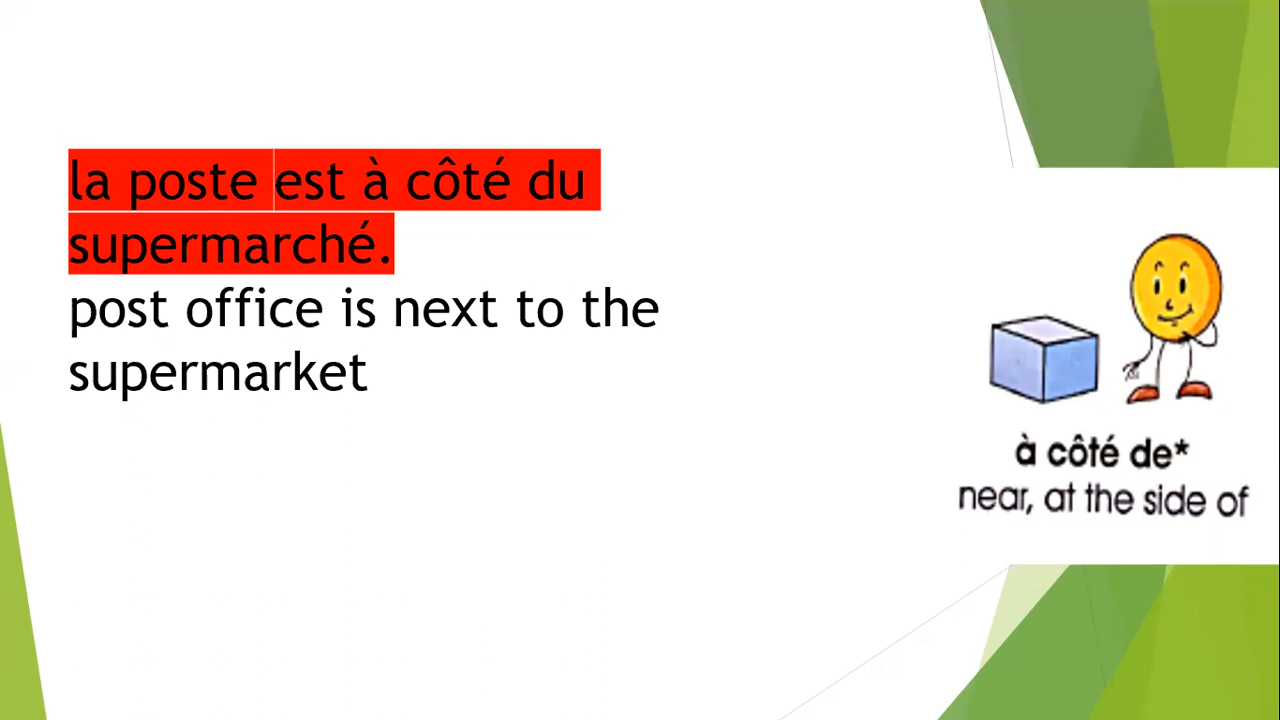 la poste est à côté du
supermarché.
post office is next to the
supermarket
à côté de*
near, at the side of